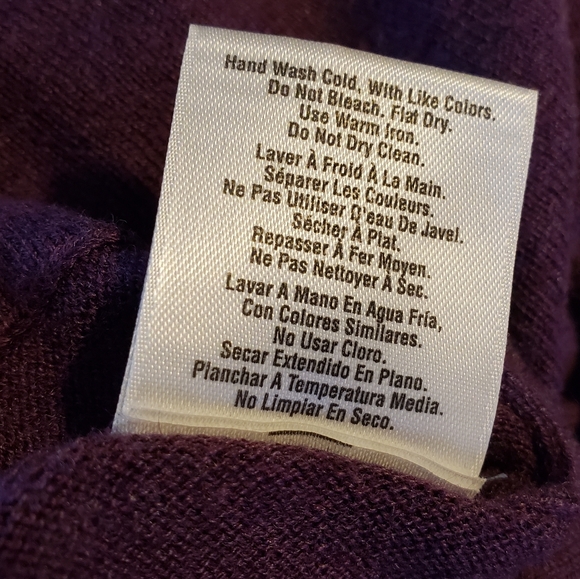 Hand Wash Cold, With Like Colors.
Do Not Bleach. Flat Dry.
Use Warm Iron.
Do Not Dry Clean.
Laver À Froid À La Main.
Séparer Les Couleurs.
Ne Pas Utiliser D'eau De Javel.
Sécher À Plat.
Repasser À Fer Moyen.
Ne Pas Nettoyer À Sec.
Lavar A Mano En Agua Fría,
Con Colores Similares.
No Usar Cloro.
Secar Extendido En Plano.
Planchar A Temperatura Media.
No Limpiar En Seco.